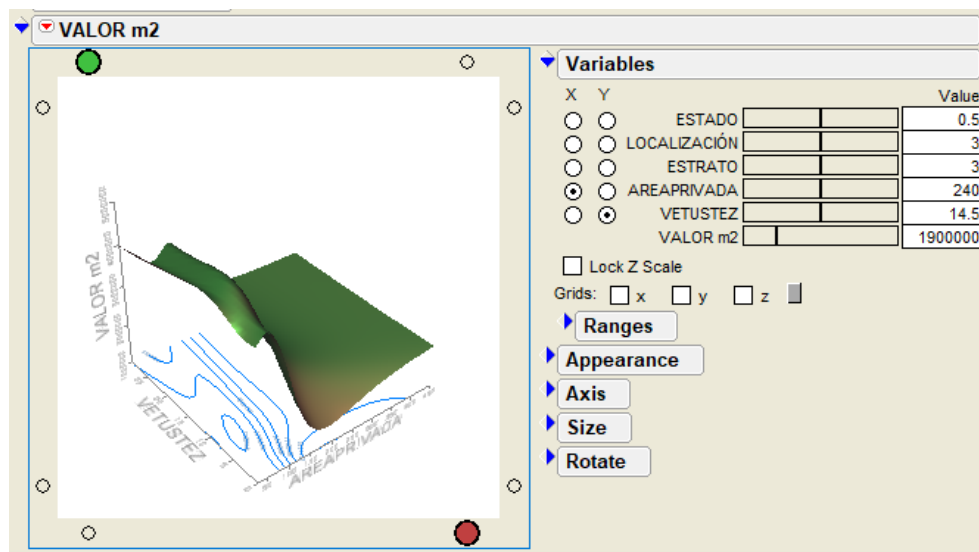 VALOR m2
Variables
X Y Value
ESTADO 0.5
LOCALIZACIÓN 3
ESTRATO 3
AREAPRIVADA 240
VETUSTEZ 14.5
VALOR m2 1900000
Lock Z Scale
Grids: x y z
Ranges
Appearance
Axis
Size
Rotate
VALOR m2
VETUSTEZ
AREAPRIVADA